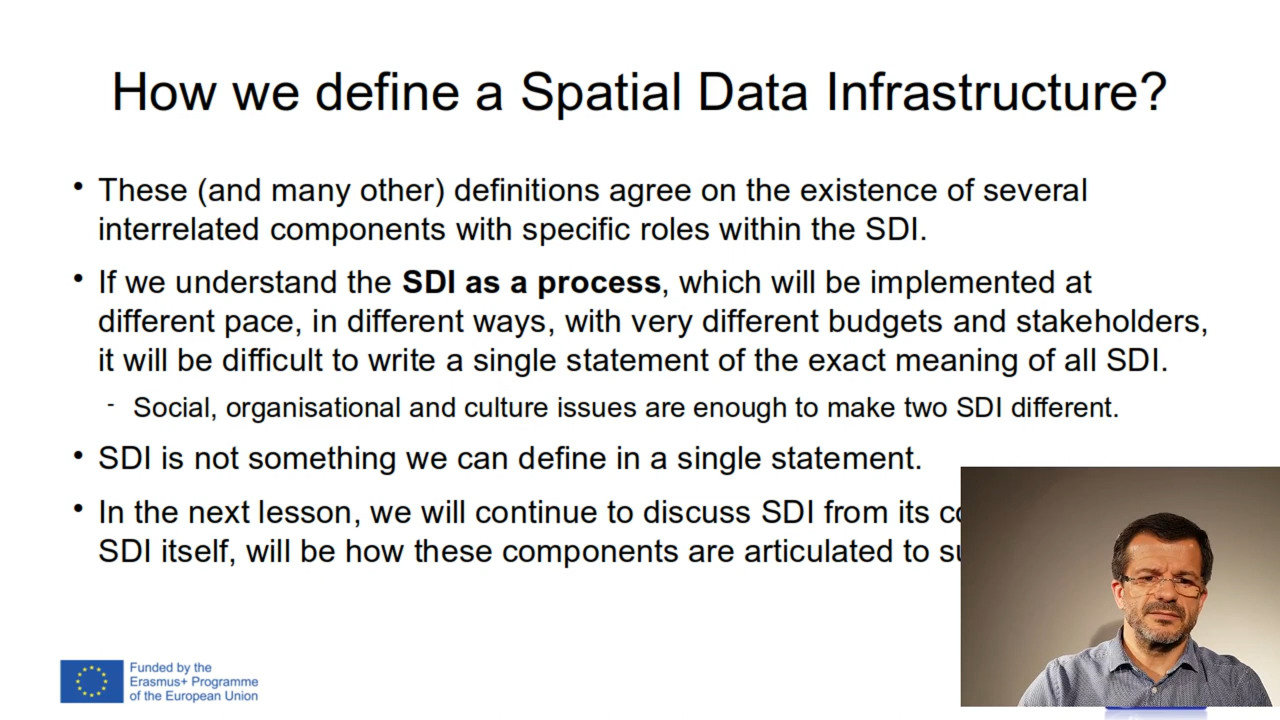 How we define a Spatial Data Infrastructure?
• These (and many other) definitions agree on the existence of several
interrelated components with specific roles within the SDI.
• If we understand the SDI as a process, which will be implemented at
different pace, in different ways, with very different budgets and stakeholders,
it will be difficult to write a single statement of the exact meaning of all SDI.
- Social, organisational and culture issues are enough to make two SDI different.
• SDI is not something we can define in a single statement.
• In the next lesson, we will continue to discuss SDI from its
SDI itself, will be how these components are articulated to
Funded by the
Erasmus+ Programme
of the European Union